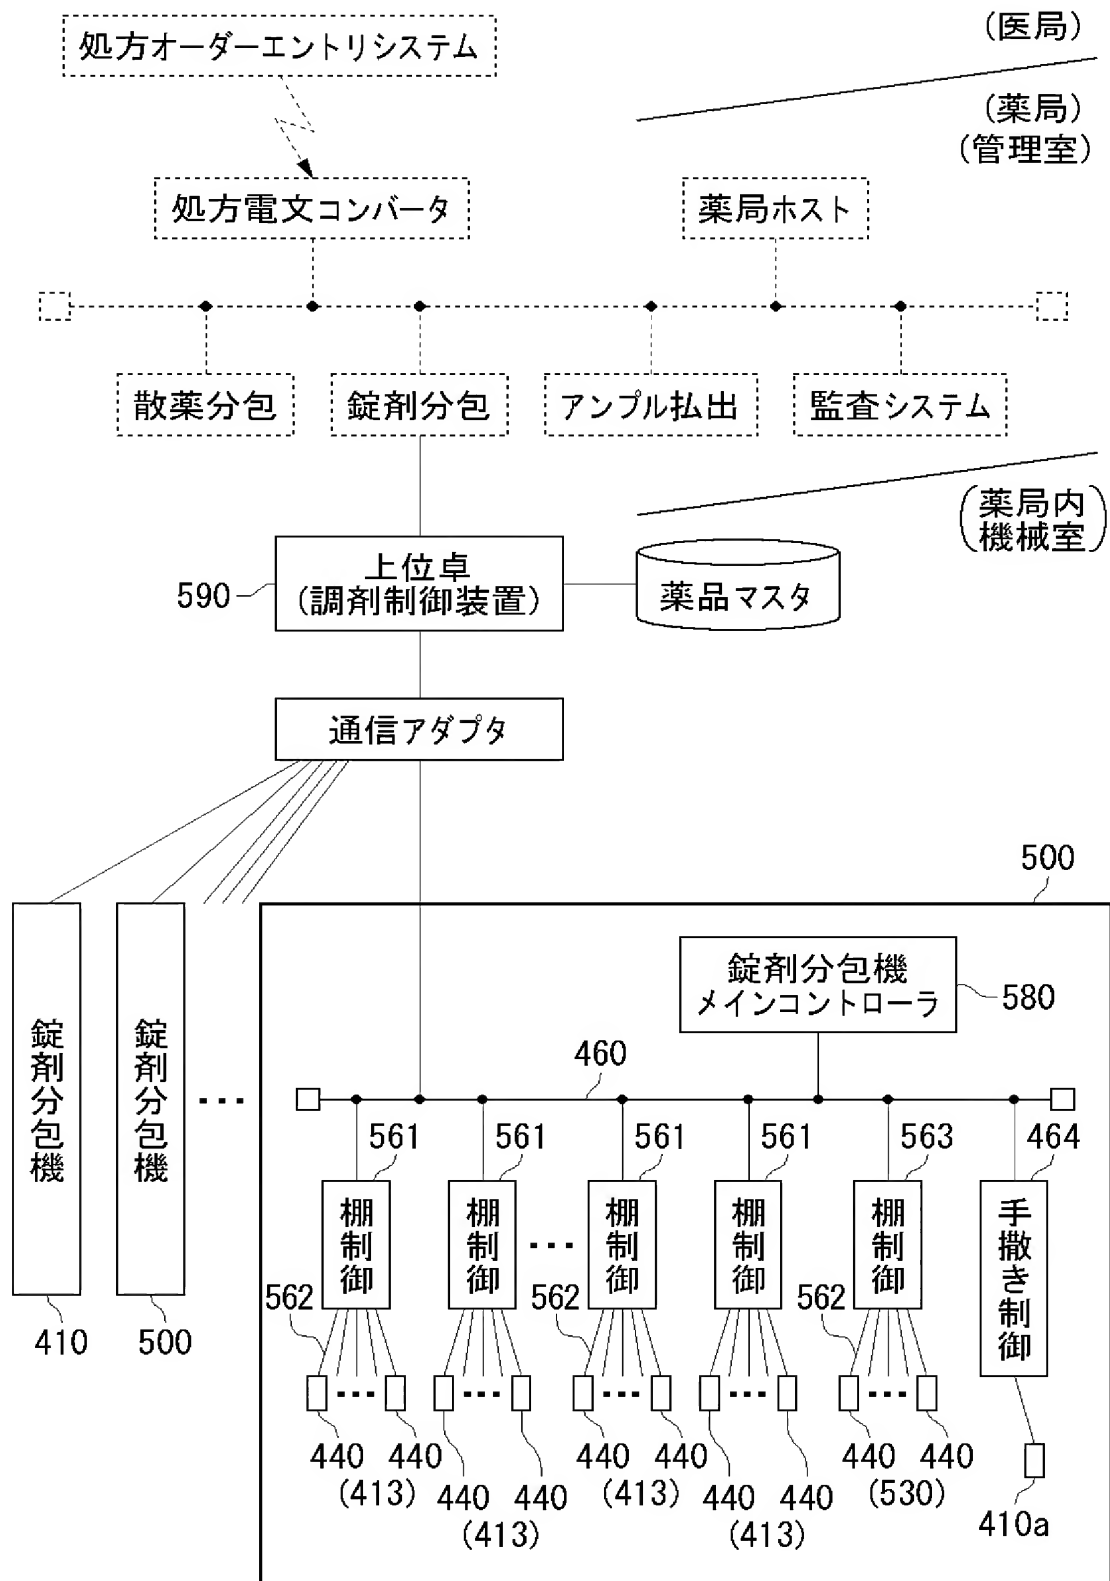 処方オーダーエントリシステム
(医局)
(薬局)
(管理室)
処方電文コンバータ
薬局ホスト
散薬分包
錠剤分包
アンプル払出
監査システム
(薬局内
機械室)
590
上位卓
(調剤制御装置)
薬品マスタ
通信アダプタ
500
錠剤分包機
メインコントローラ
580
錠剤分包機
錠剤分包機
...
460
561
561
561
561
563
464
棚制御
棚制御
...
棚制御
棚制御
棚制御
手撒き制御
562
562
562
410
500
...
...
...
...
...
440
440
(413)
440
440
(413)
440
440
(413)
440
440
(413)
440
440
(530)
410a